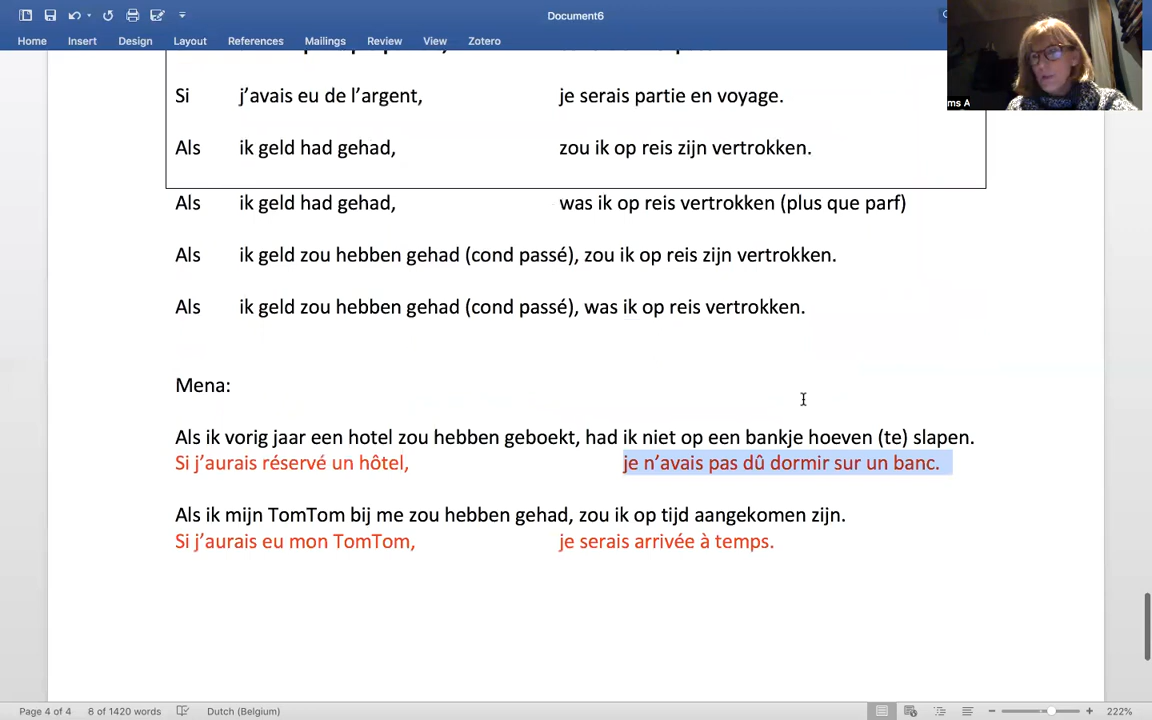 Document6
Home Insert Design Layout References Mailings Review View Zotero
Si j’avais eu de l’argent, je serais partie en voyage.
Als ik geld had gehad, zou ik op reis zijn vertrokken.
Als ik geld had gehad, was ik op reis vertrokken (plus que parf)
Als ik geld zou hebben gehad (cond passé), zou ik op reis zijn vertrokken.
Als ik geld zou hebben gehad (cond passé), was ik op reis vertrokken.
Mena:
Als ik vorig jaar een hotel zou hebben geboekt, had ik niet op een bankje hoeven (te) slapen.
Si j’aurais réservé un hôtel, je n’avais pas dû dormir sur un banc.
Als ik mijn TomTom bij me zou hebben gehad, zou ik op tijd aangekomen zijn.
Si j’aurais eu mon TomTom, je serais arrivée à temps.
Page 4 of 4 8 of 1420 words Dutch (Belgium) 222%